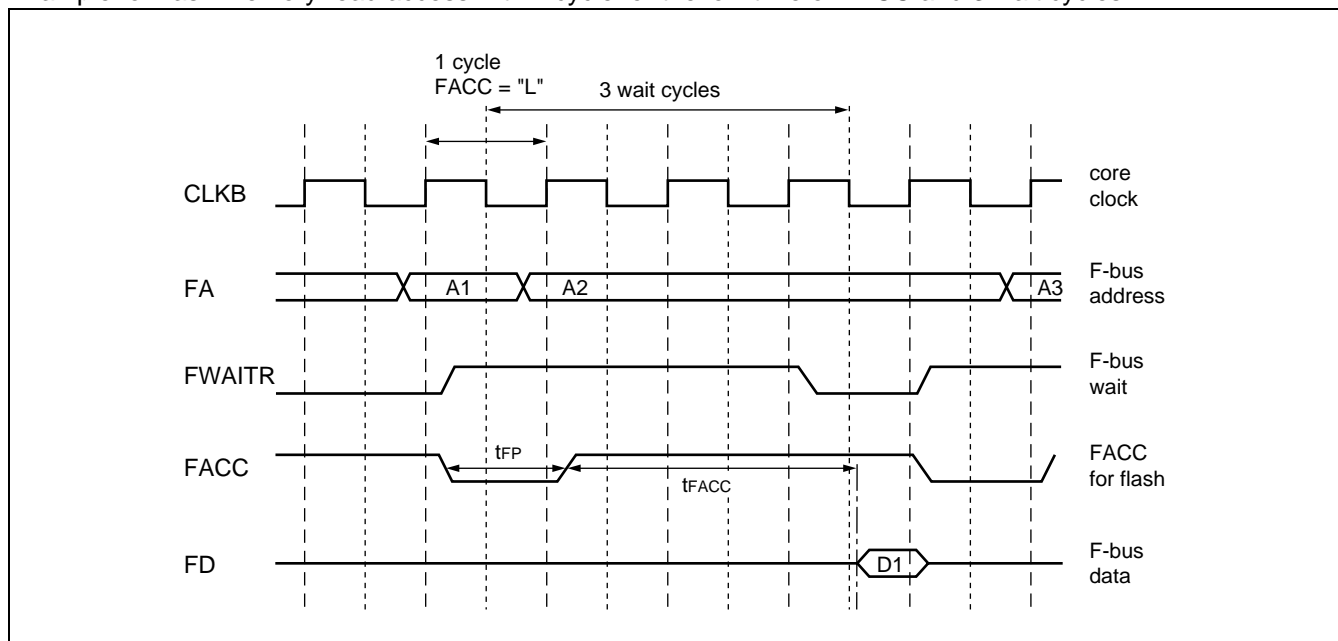 1 cycle
FACC = "L"
3 wait cycles
CLKB
core
clock
FA
A1
A2
A3
F-bus
address
FWAITR
F-bus
wait
FACC
tFP
tFACC
FACC
for flash
FD
D1
F-bus
data